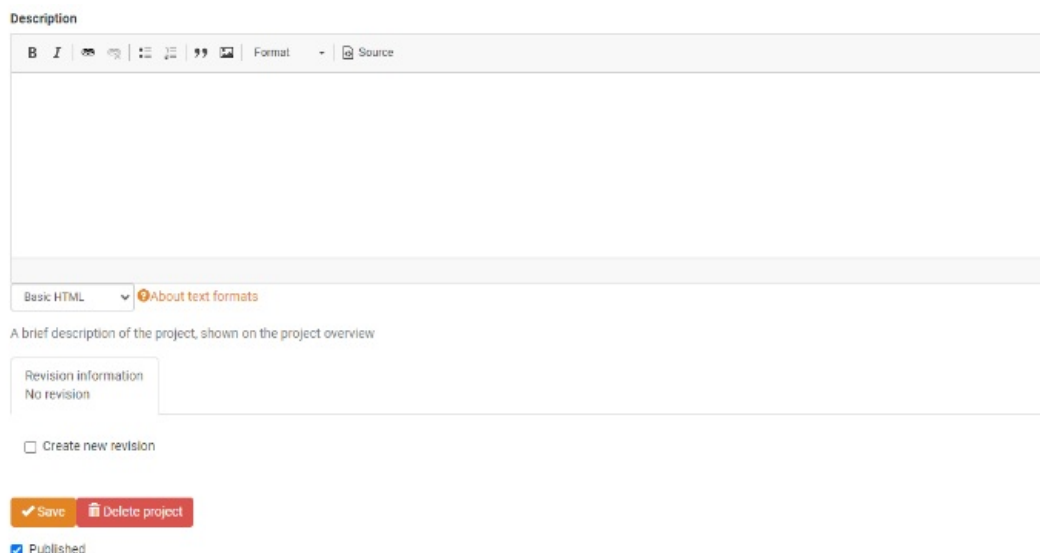 Description
B I Format Source
Basic HTML About text formats
A brief description of the project, shown on the project overview
Revision information
No revision
Create new revision
Save Delete project
Published